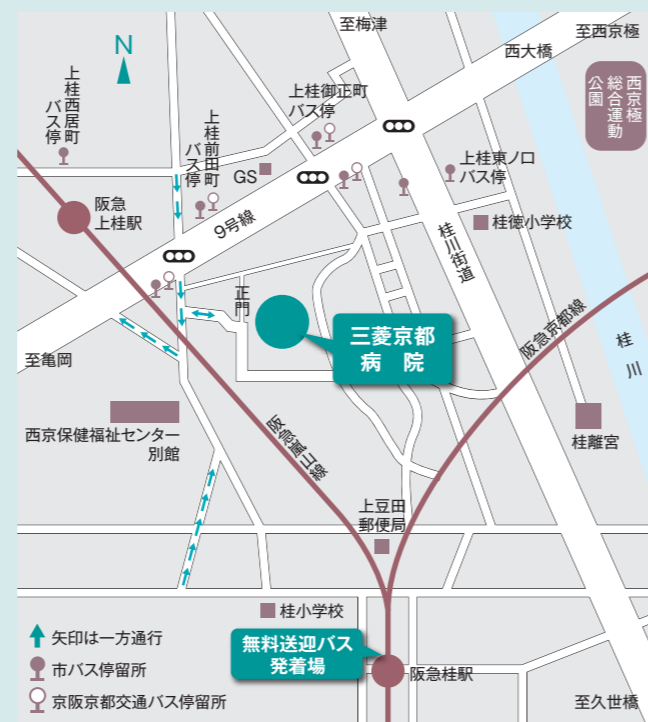 至梅津
至西京極
西大橋
N
西京極
総合運動
公園
上桂西居町
バス停
上桂御正町
バス停
上桂前田町
バス停
GS
上桂東ノ口
バス停
阪急
上桂駅
9号線
桂徳小学校
桂川街道
正門
三菱京都
病 院
阪急京都線
桂川
至亀岡
西京保健福祉センター
別館
阪急嵐山線
桂離宮
上豆田
郵便局
桂小学校
矢印は一方通行
無料送迎バス
発着場
市バス停留所
阪急桂駅
京阪京都交通バス停留所
至久世橋